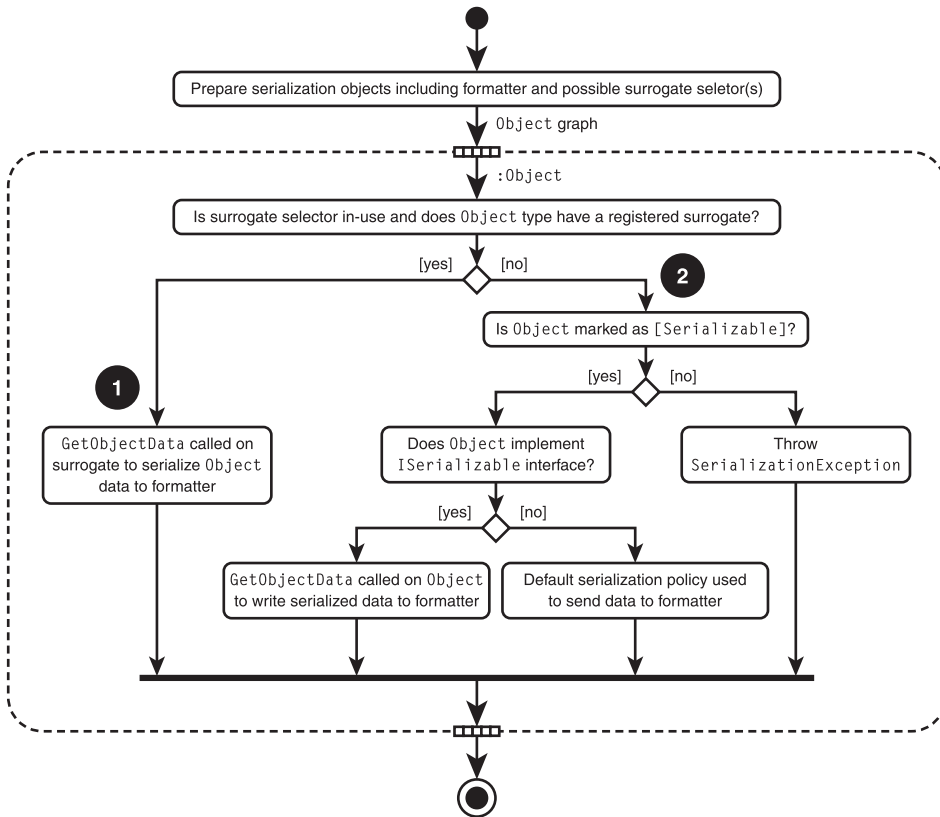 Prepare serialization objects including formatter and possible surrogate seletor(s)
Object graph
:Object
Is surrogate selector in-use and does Object type have a registered surrogate?
[yes]
[no]
2
Is Object marked as [Serializable]?
[yes]
[no]
1
GetObjectData called on
surrogate to serialize Object
data to formatter
Does Object implement
ISerializable interface?
Throw
SerializationException
[yes]
[no]
GetObjectData called on Object
to write serialized data to formatter
Default serialization policy used
to send data to formatter